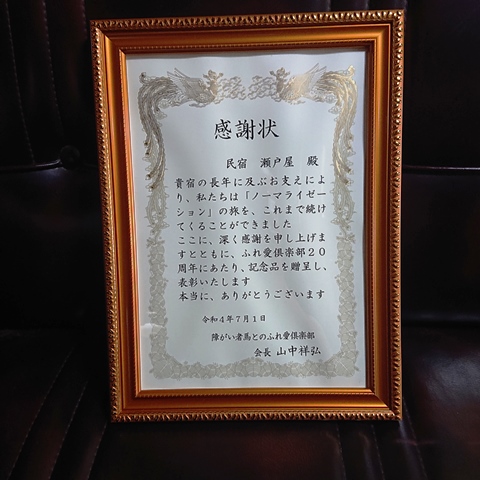 感謝状
民宿　瀬戸屋　殿
貴宿の長年に及ぶお支えによ
り、私たちは「ノーマライゼー
ション」の旅を、これまで続け
てくることができました
ここに、深く感謝を申し上げま
すとともに、ふれ愛倶楽部２０
周年にあたり、記念品を贈呈し、
表彰いたします
本当に、ありがとうございます
令和４年７月１日
障がい者馬とのふれ愛倶楽部
会長　山中祥弘